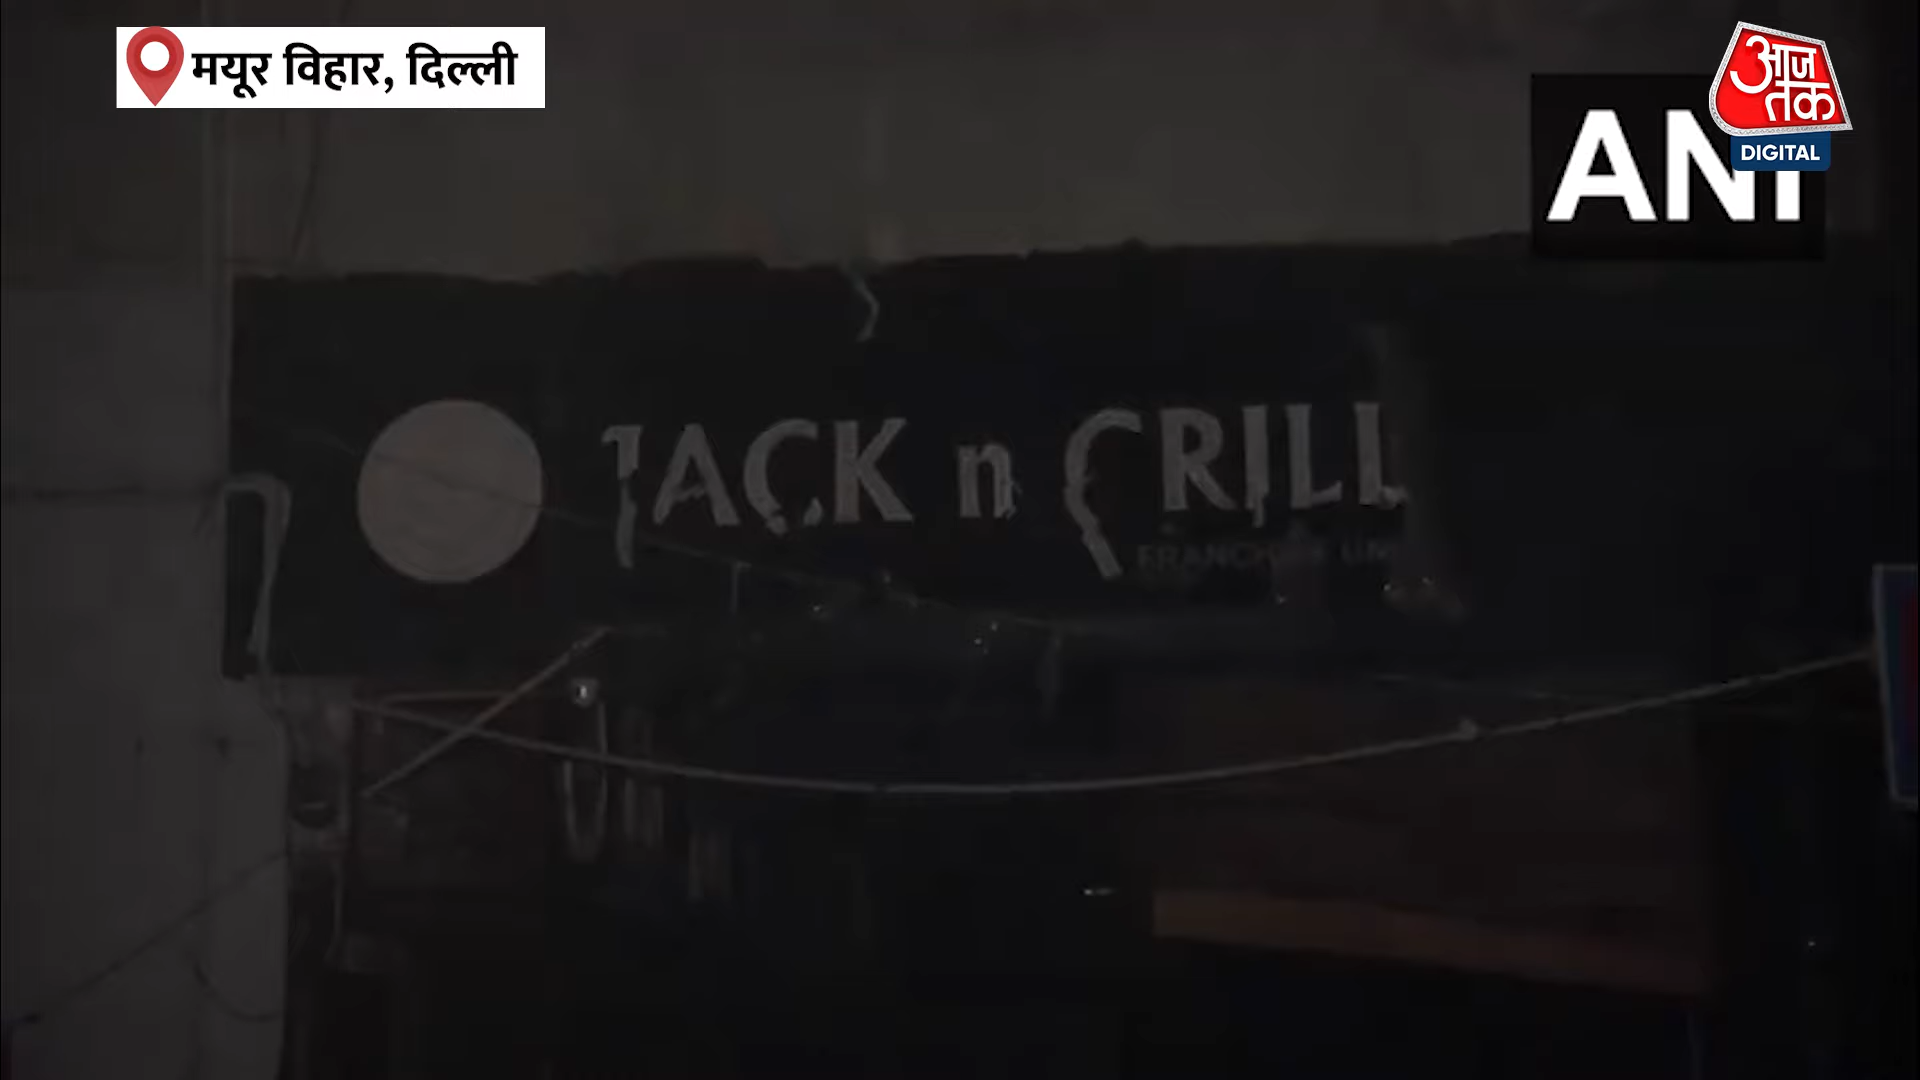 मयूर विहार, दिल्ली
आज
तक
ANI
DIGITAL
JACK n GRILL